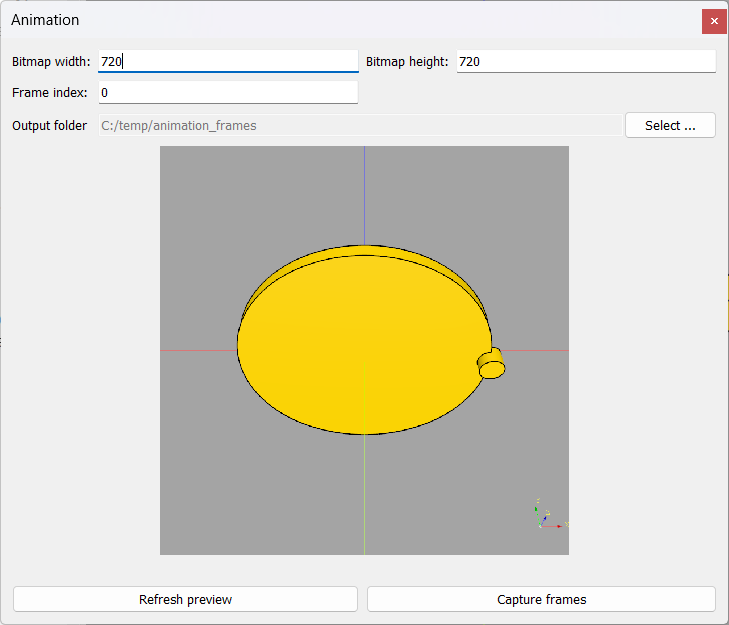 Animation
Bitmap width: 720 Bitmap height: 720
Frame index: 0
Output folder C:/temp/animation_frames Select ...
Refresh preview Capture frames